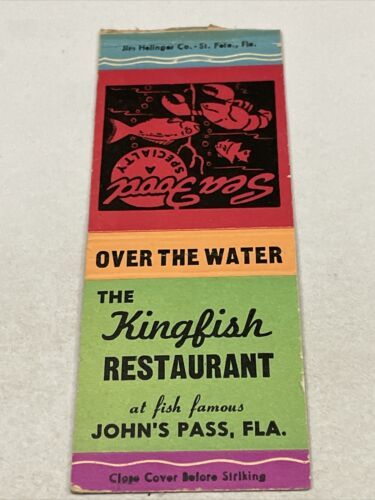 Jim Helinger Co. - St. Pete., Fla.
Sea Food
A
SPECIALTY
OVER THE WATER
THE
Kingfish
RESTAURANT
at fish famous
JOHN'S PASS, FLA.
Close Cover Before Striking